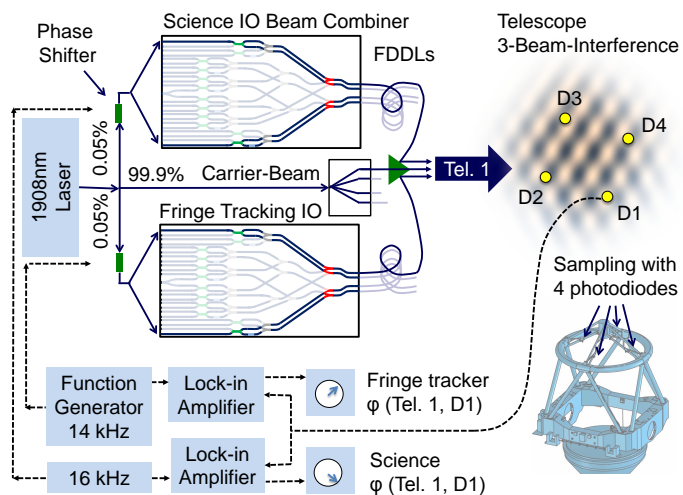 Science IO Beam Combiner
Phase
Shifter
FDDLs
Telescope
3-Beam-Interference
D3
D4
D2
D1
1908nm
Laser
0.05%
0.05%
99.9%
Carrier-Beam
Tel. 1
Fringe Tracking IO
Sampling with
4 photodiodes
Function
Generator
14 kHz
Lock-in
Amplifier
Fringe tracker
φ (Tel. 1, D1)
16 kHz
Lock-in
Amplifier
Science
φ (Tel. 1, D1)